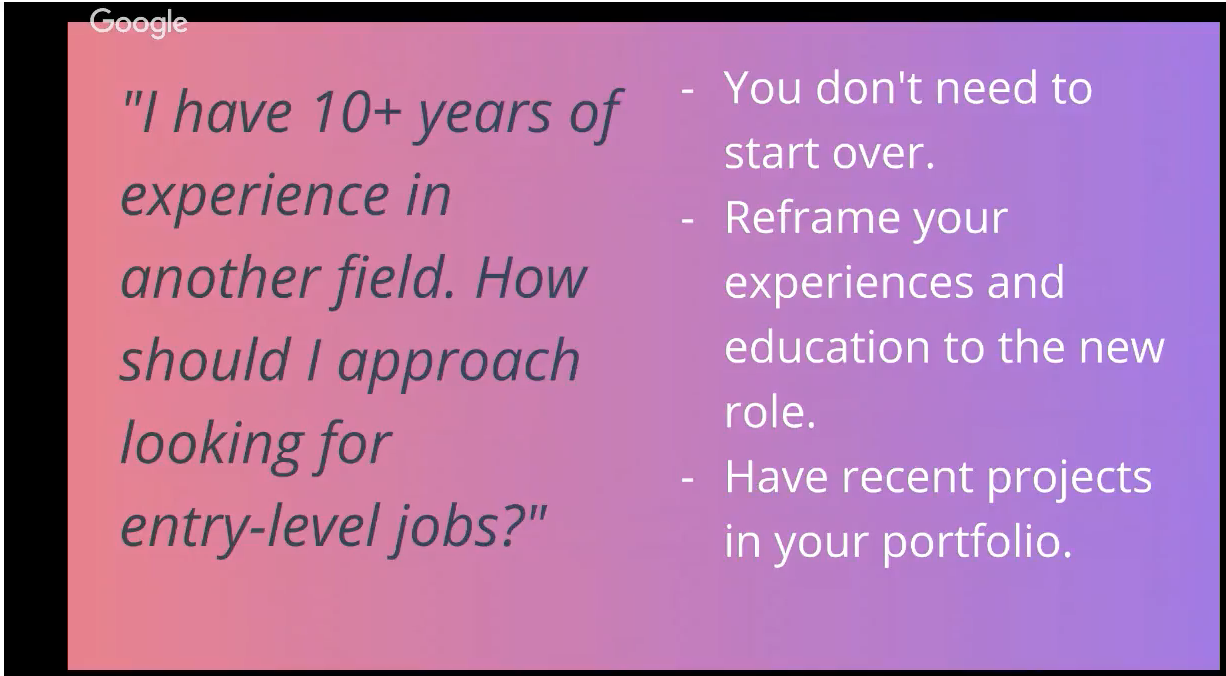 Google
"I have 10+ years of
experience in
another field. How
should I approach
looking for
entry-level jobs?"
- You don't need to
start over.
- Reframe your
experiences and
education to the new
role.
- Have recent projects
in your portfolio.